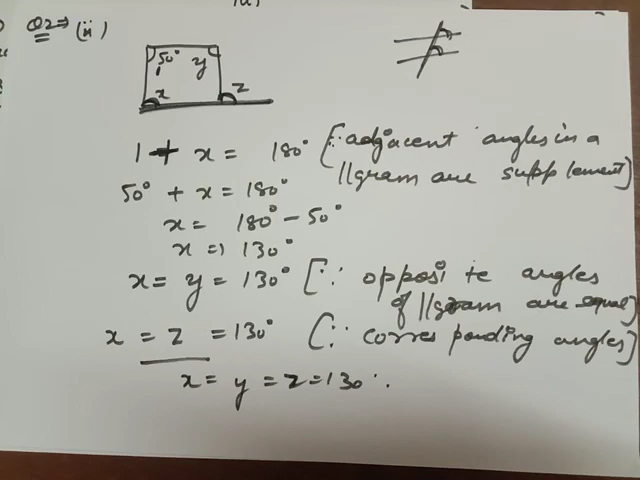 Q2⇒ (ii)
50° y
1
x z
1 + x = 180° [∵ adjacent angles in a
||gram are supplement]
50° + x = 180°
x = 180° - 50°
x ⇒ 130°
x = y = 130° [∵ opposite angles
of ||gram are equal]
x = z = 130° [∵ corresponding angles]
x = y = z = 130°.